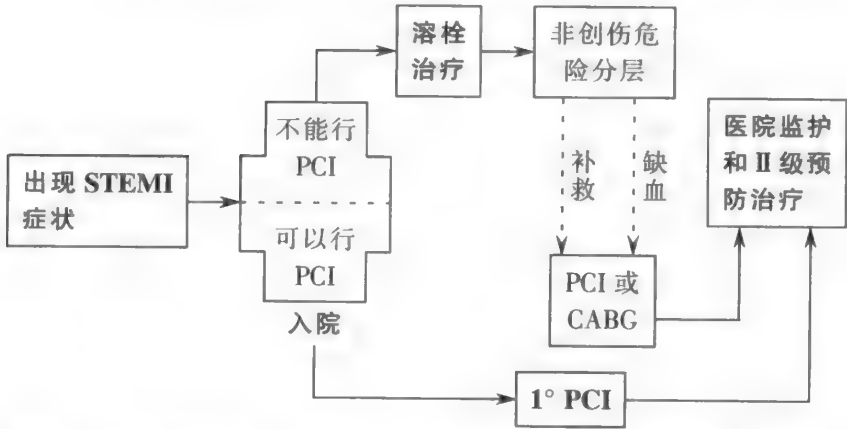 出现 STEMI
症状
不能行
PCI
可以行
PCI
入院
溶栓
治疗
非创伤危
险分层
补救
缺血
PCI 或
CABG
1° PCI
医院监护
和 II 级预
防治疗